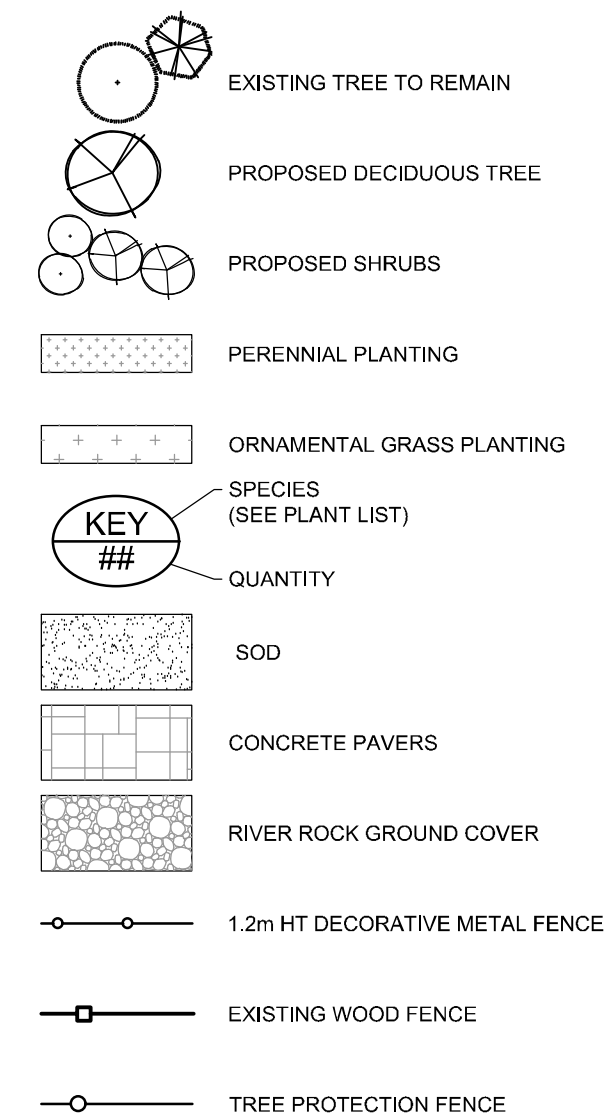 EXISTING TREE TO REMAIN
PROPOSED DECIDUOUS TREE
PROPOSED SHRUBS
PERENNIAL PLANTING
ORNAMENTAL GRASS PLANTING
KEY
##
SPECIES
(SEE PLANT LIST)
QUANTITY
SOD
CONCRETE PAVERS
RIVER ROCK GROUND COVER
1.2m HT DECORATIVE METAL FENCE
EXISTING WOOD FENCE
TREE PROTECTION FENCE